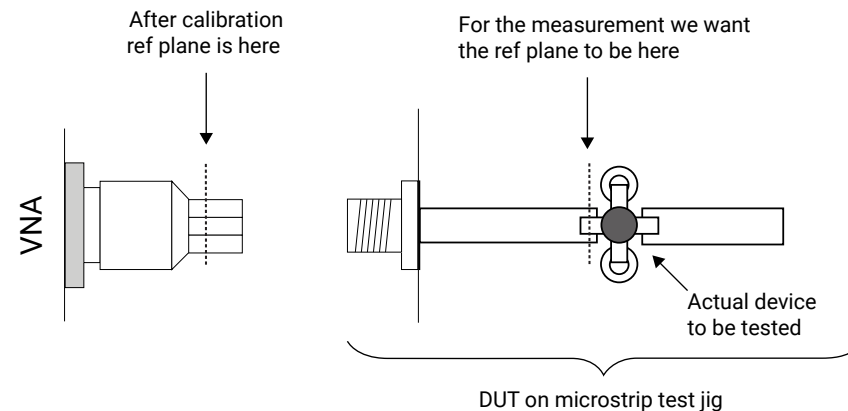 After calibration
ref plane is here
For the measurement we want
the ref plane to be here
VNA
Actual device
to be tested
DUT on microstrip test jig